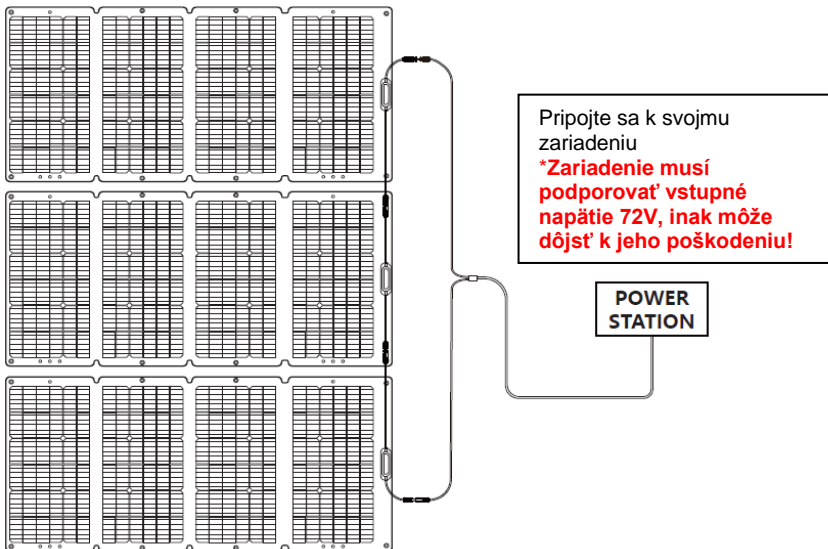 Pripojte sa k svojmu
zariadeniu
*Zariadenie musí
podporovať vstupné
napätie 72V, inak môže
dôjsť k jeho poškodeniu!
POWER
STATION